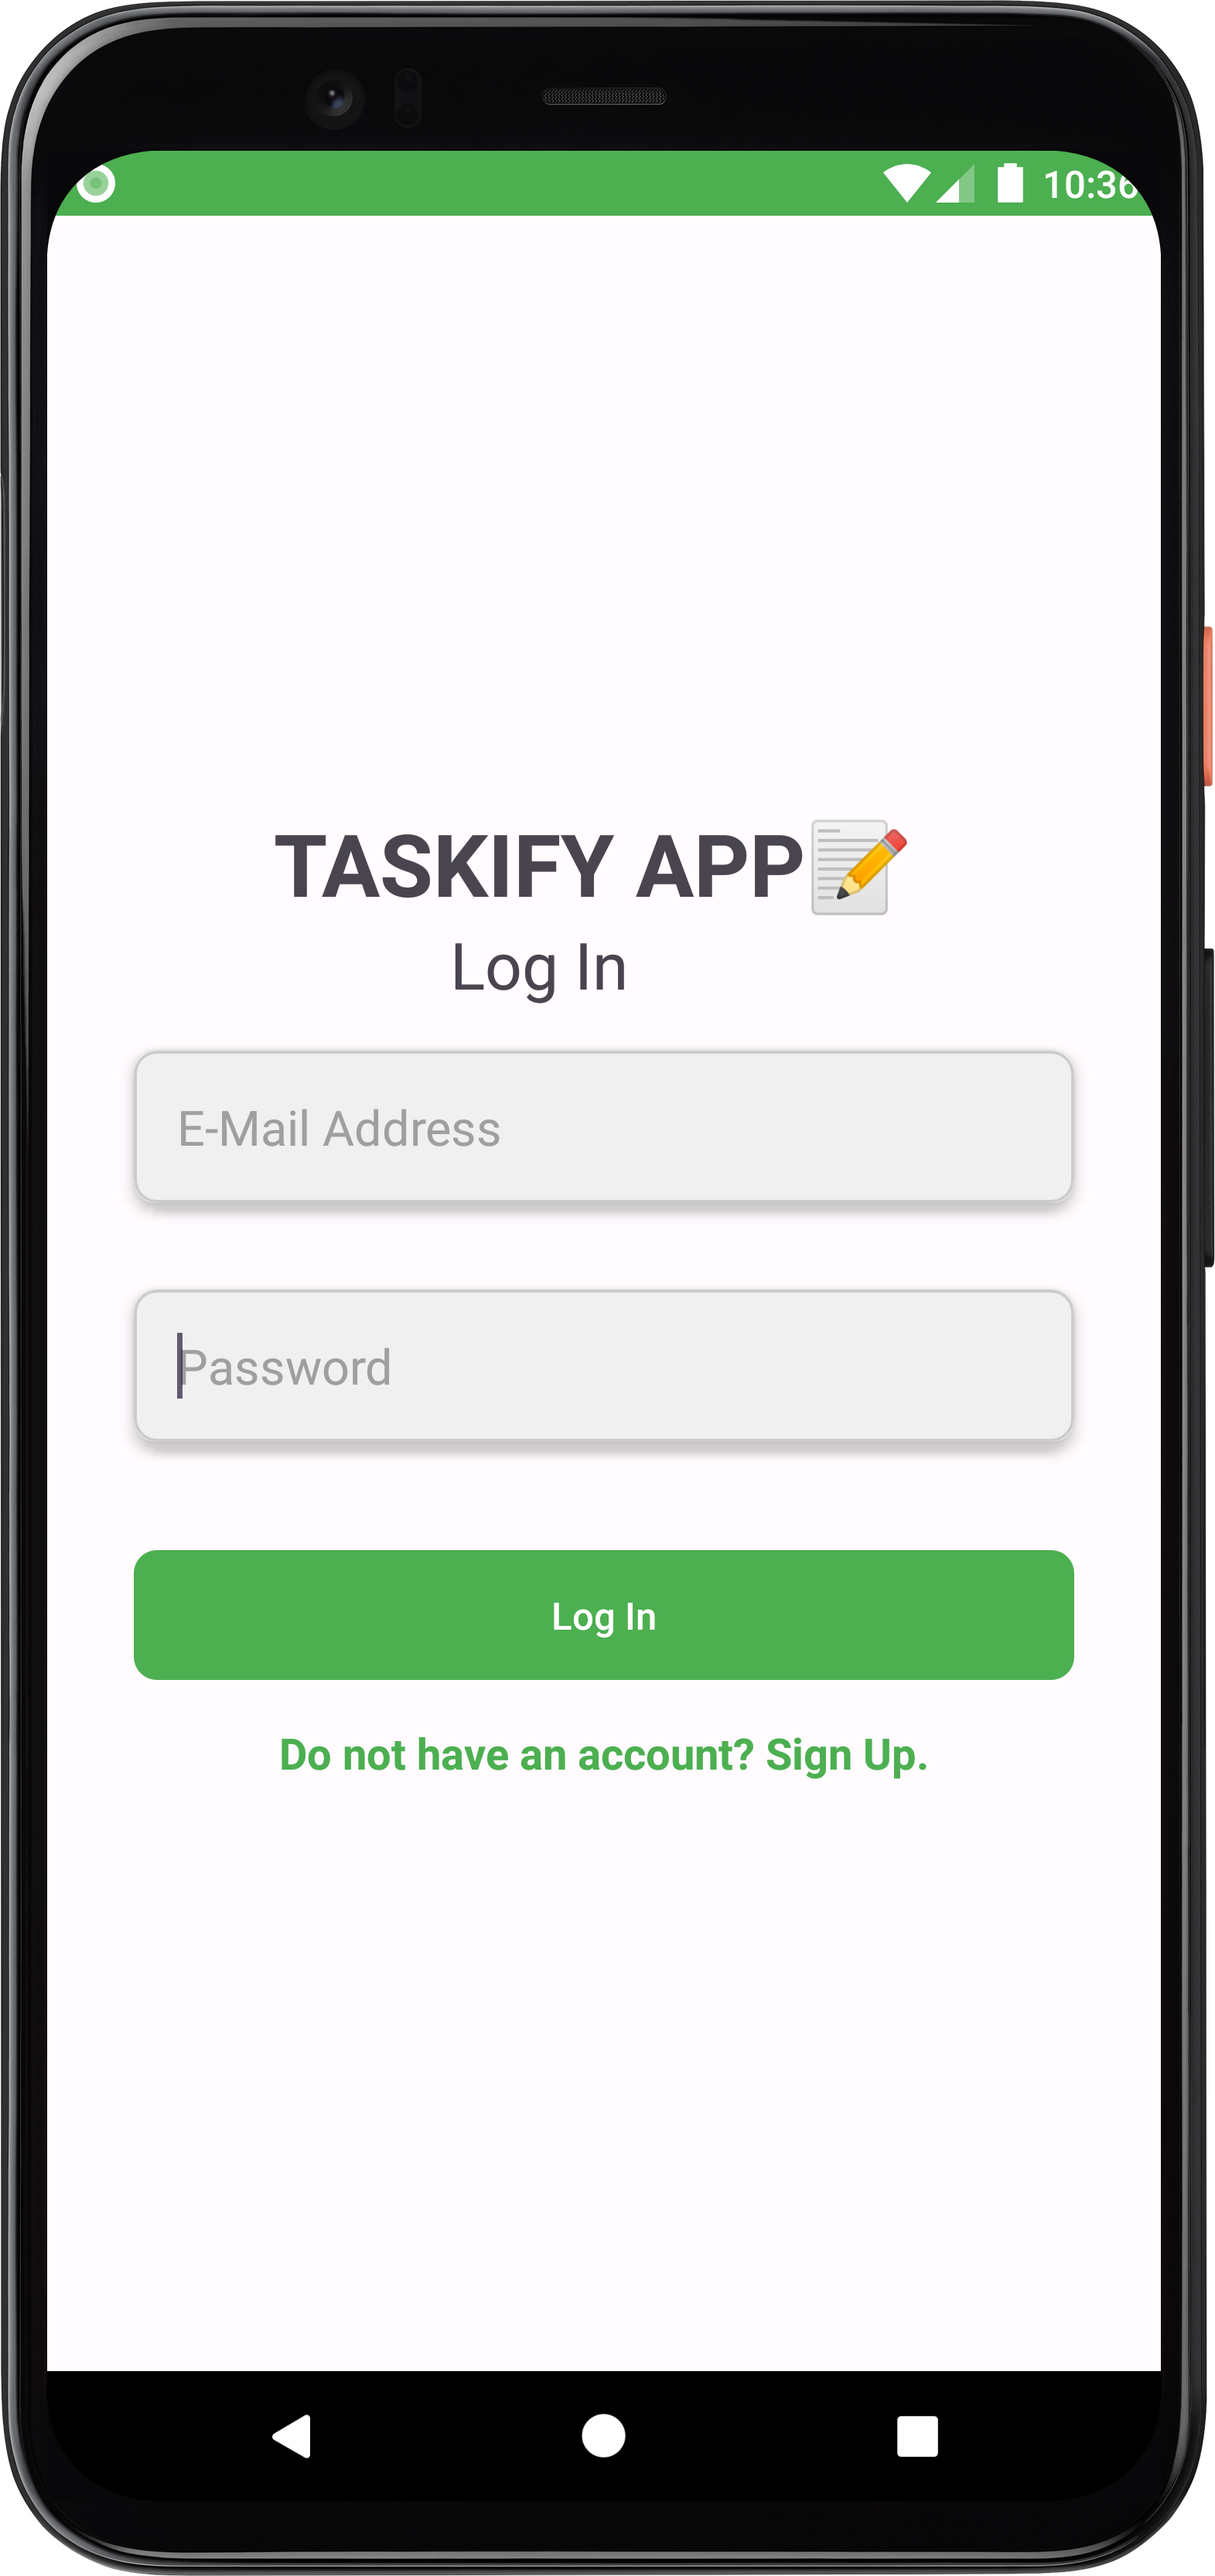 10:36
TASKIFY APP📝
Log In
E-Mail Address
Password
Log In
Do not have an account? Sign Up.